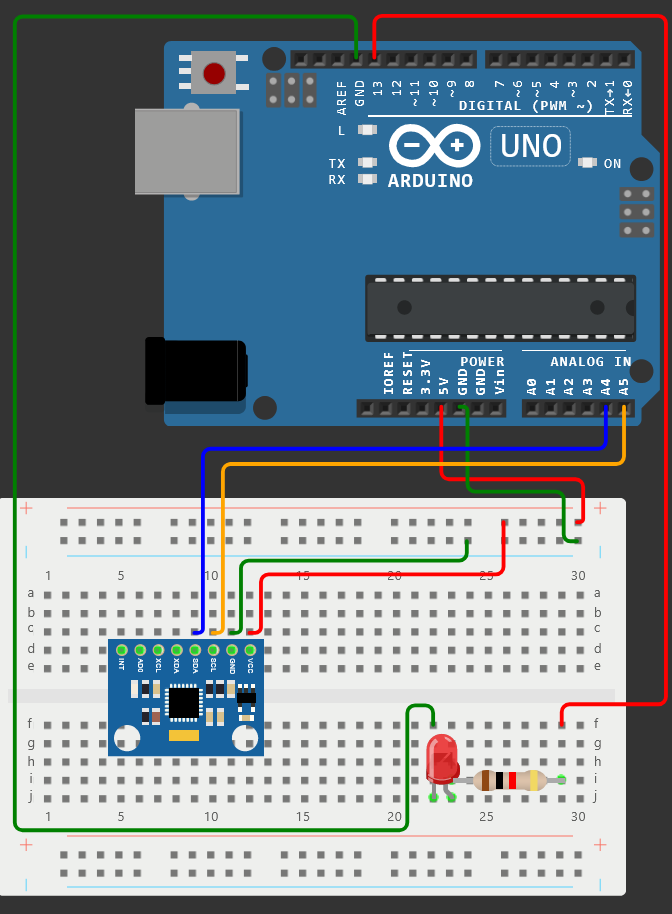 AREF
GND
13
12
~11
~10
~9
8
7
~6
~5
4
~3
2
TX→1
RX←0
DIGITAL (PWM ~)
L
UNO
TX
ON
RX
ARDUINO
POWER
ANALOG IN
IOREF
RESET
3.3V
5V
GND
GND
Vin
A0
A1
A2
A3
A4
A5
+ +
1 5 10 15 20 25 30
a a
b b
c c
d d
e e
INT
AD0
XCL
XDA
SDA
SCL
GND
VCC
f f
g g
h h
i i
j j
1 5 10 15 20 25 30
+ +